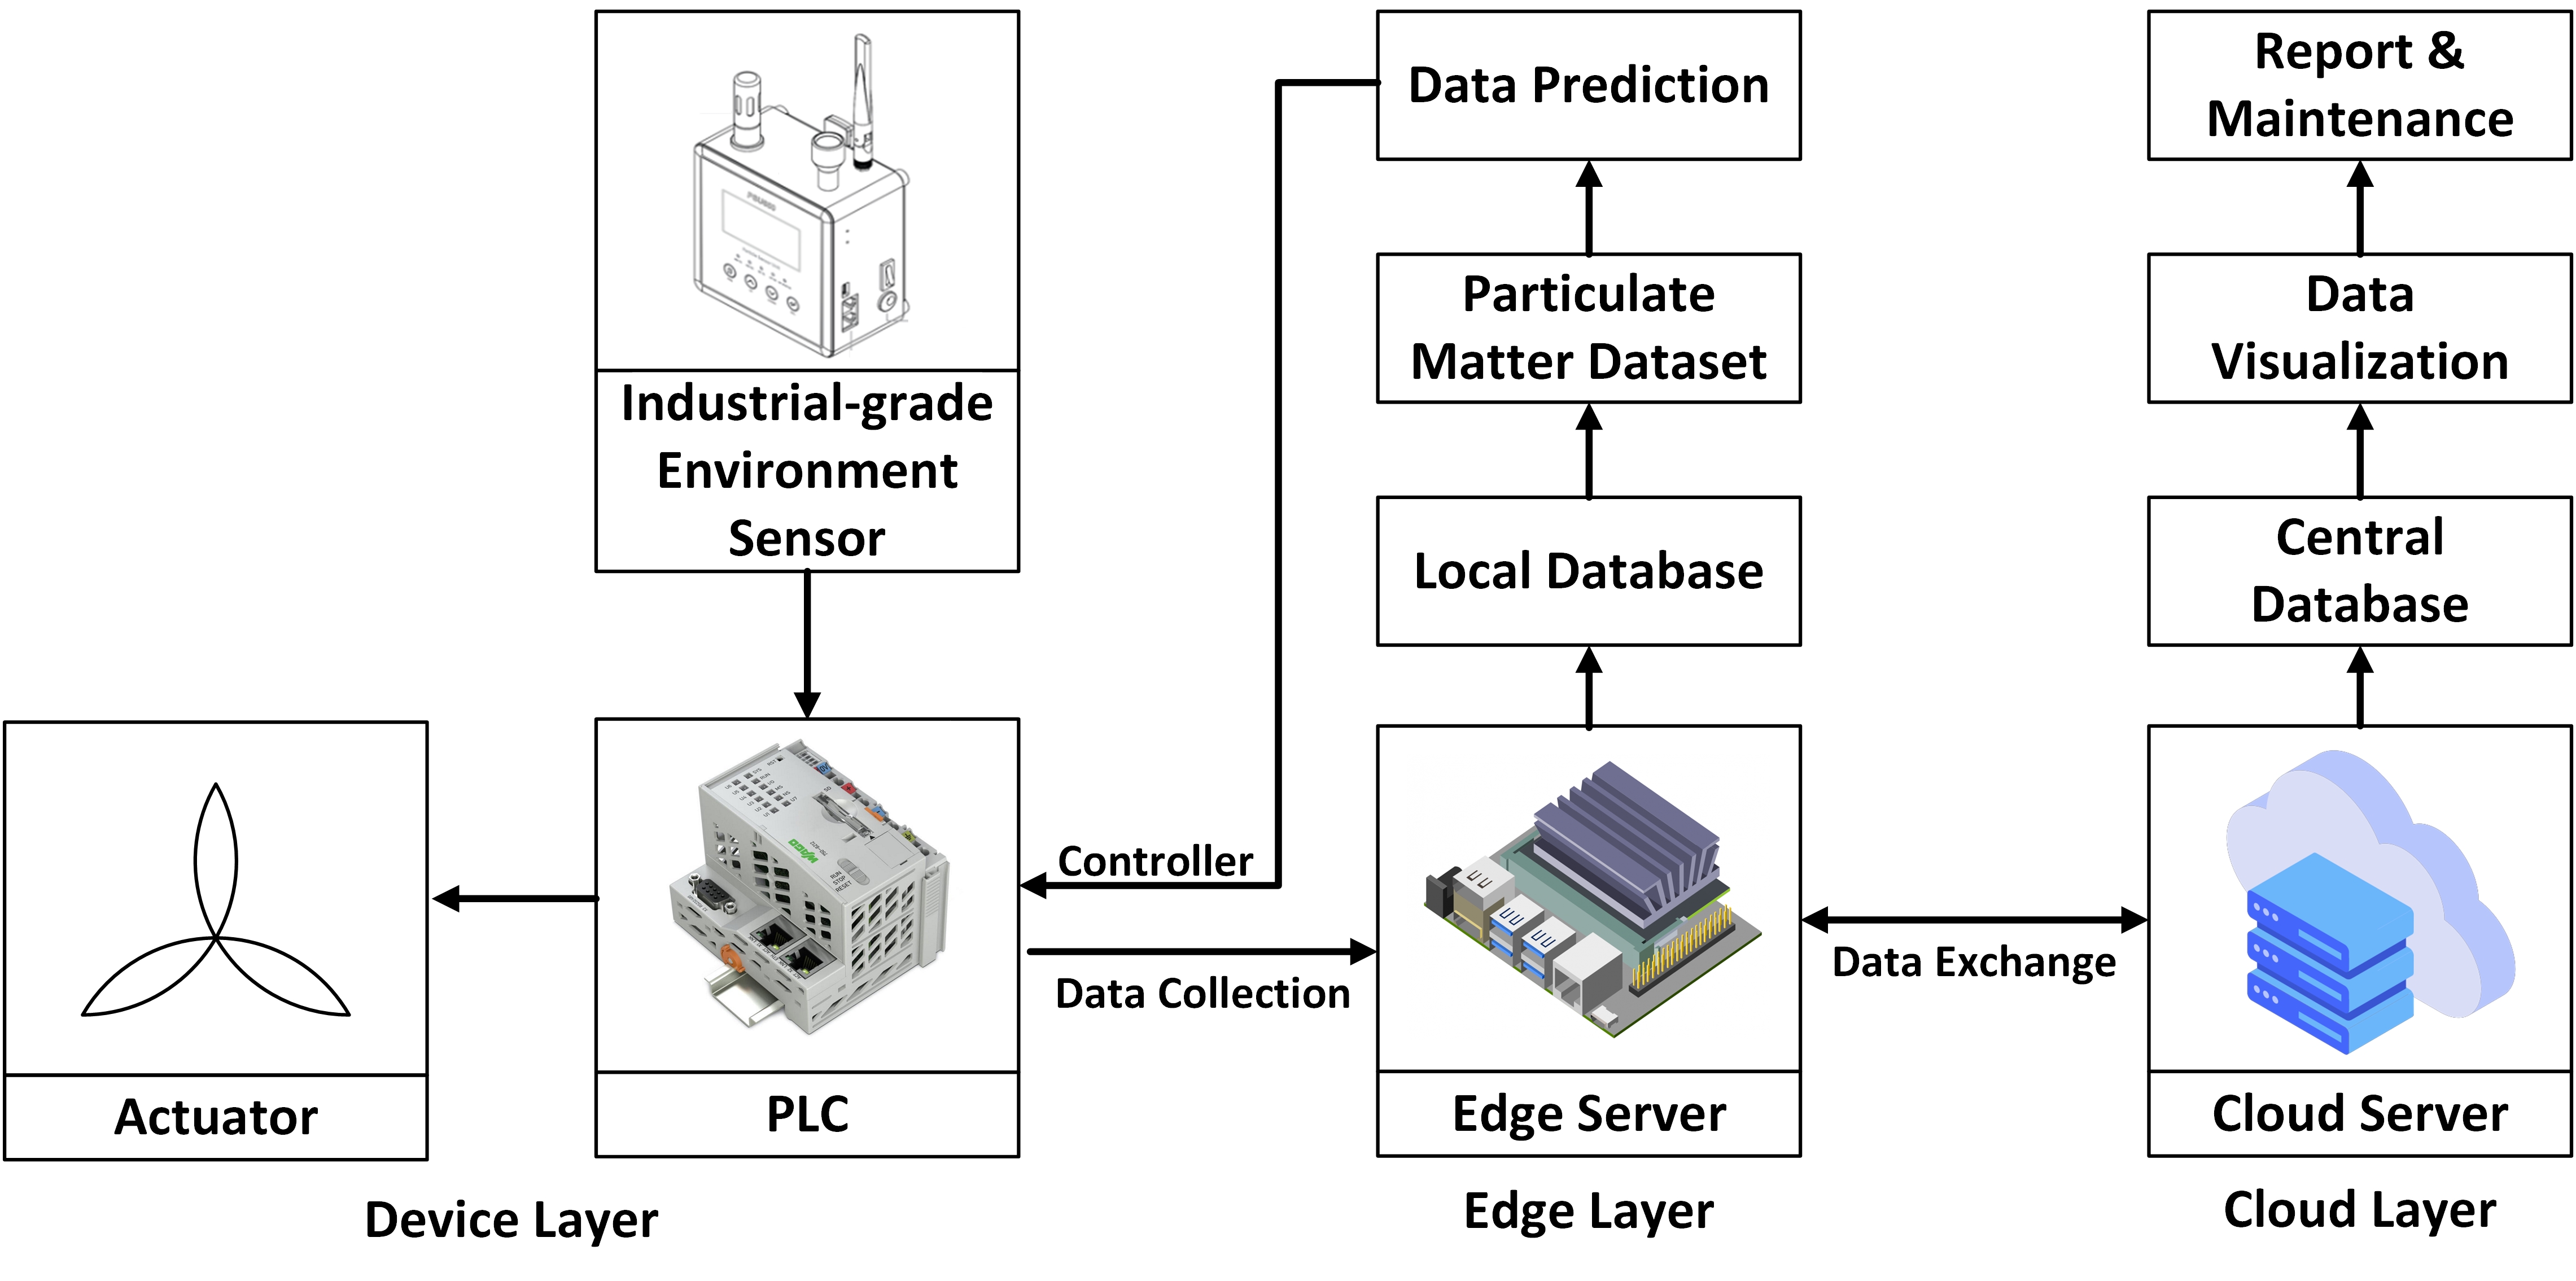 Industrial-grade
Environment
Sensor
Actuator
WAGO
PLC
Device Layer
Controller
Data Collection
Data Prediction
Particulate
Matter Dataset
Local Database
Edge Server
Edge Layer
Data Exchange
Report &
Maintenance
Data
Visualization
Central
Database
Cloud Server
Cloud Layer